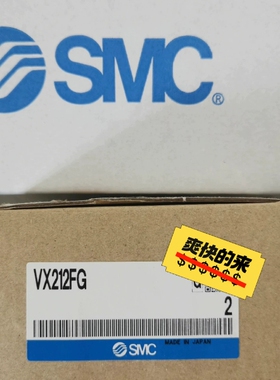 SMC®
VX212FG
爽快的来
$$$$$$
2
MADE IN JAPAN
SMC